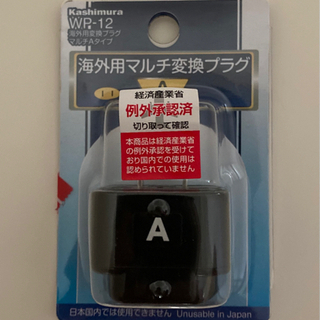 Kashimura
WP-12
海外用変換プラグ
マルチAタイプ
海外用マルチ変換プラグ
経済産業省
例外承認済
切り取って確認
本商品は経済産業省
の例外承認を受けて
おり国内での使用は
認められていません
A
日本国内では使用できません Unusable in Japan